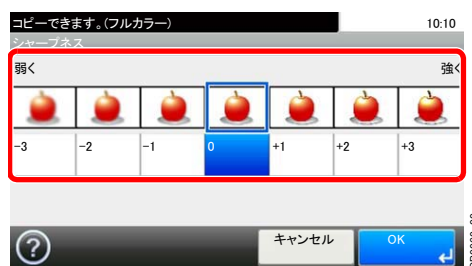 コピーできます。(フルカラー) 10:10
シャープネス
弱く 強く
-3 -2 -1 0 +1 +2 +3
? キャンセル OK